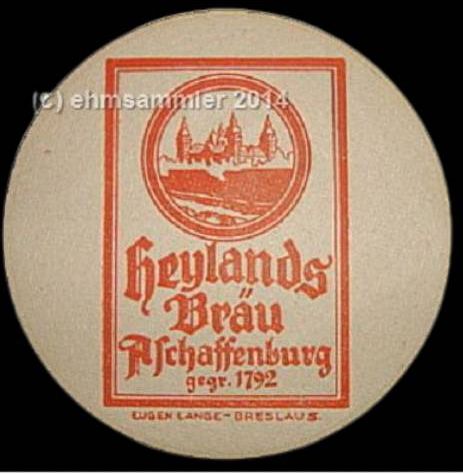 (c) ehmsammler 2014
Heylands
Bräu
Aschaffenburg
gegr. 1792
EUGEN LANGE-BRESLAU 5.